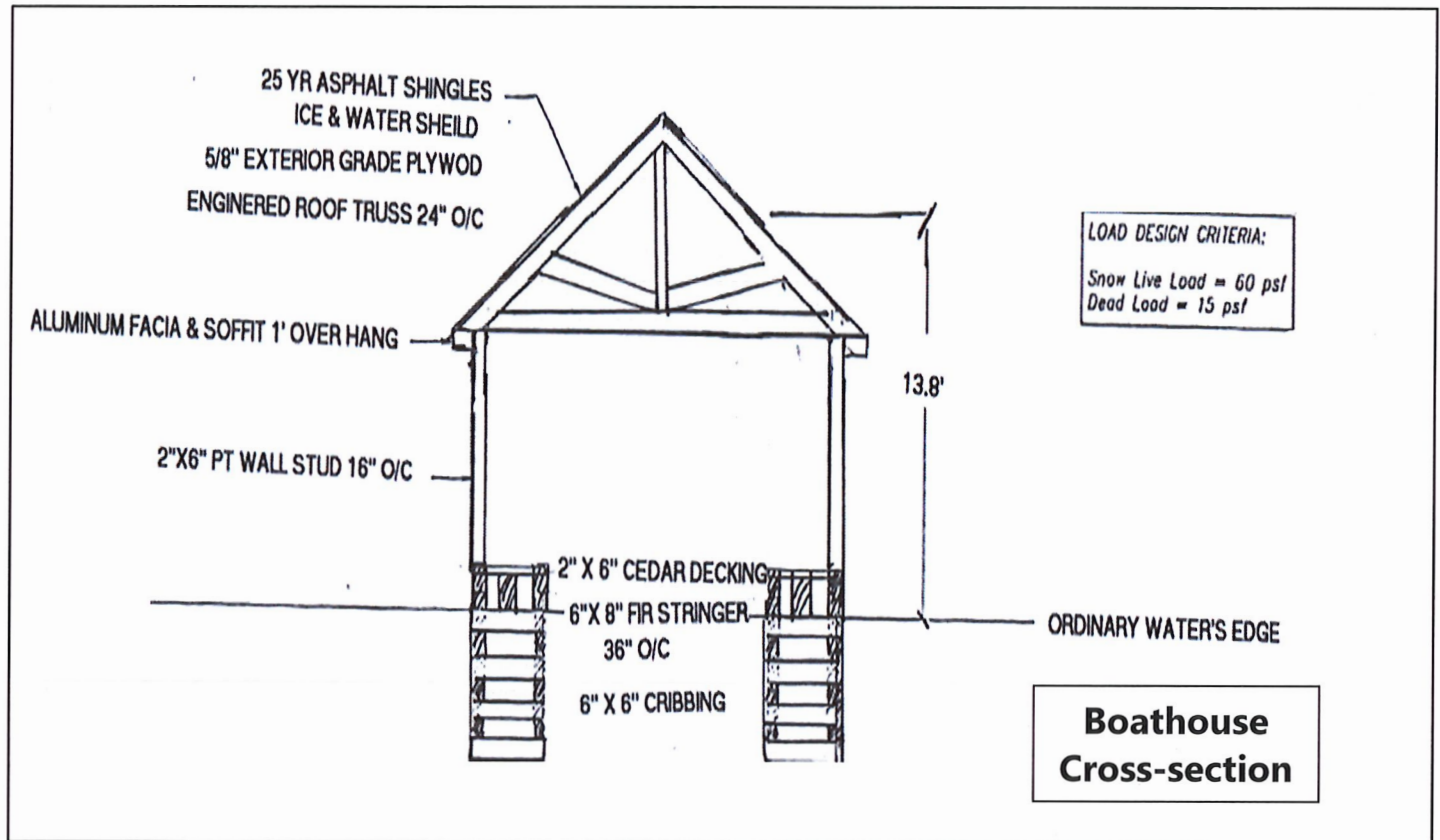 25 YR ASPHALT SHINGLES
ICE & WATER SHEILD
5/8" EXTERIOR GRADE PLYWOD
ENGINERED ROOF TRUSS 24" O/C
LOAD DESIGN CRITERIA:
Snow Live Load = 60 psf
Dead Load = 15 psf
ALUMINUM FACIA & SOFFIT 1' OVER HANG
13.8'
2"X6" PT WALL STUD 16" O/C
2" X 6" CEDAR DECKING
6"X 8" FIR STRINGER
36" O/C
6" X 6" CRIBBING
ORDINARY WATER'S EDGE
Boathouse
Cross-section